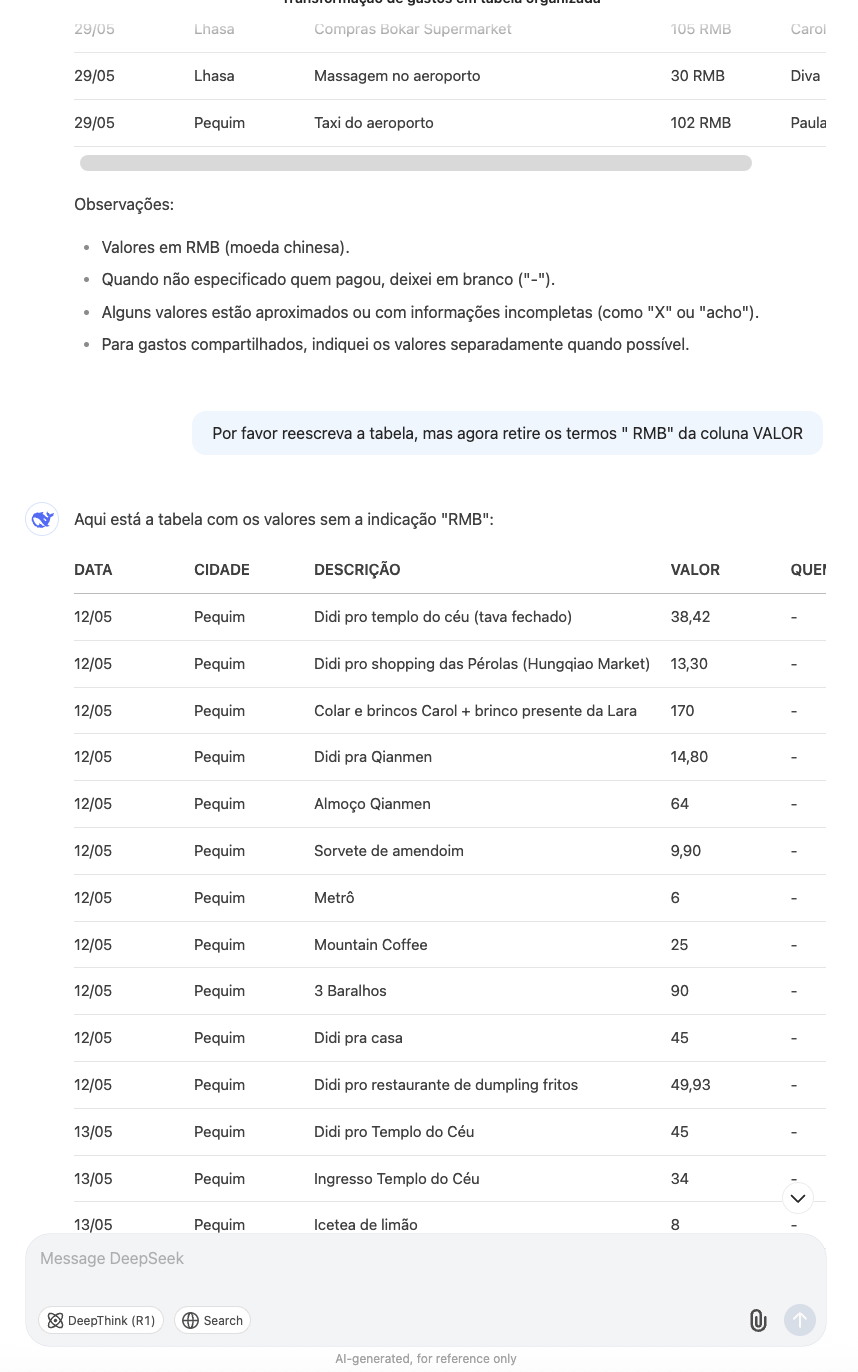 Transformação de gastos em tabela organizada
29/05 Lhasa Compras Bokar Supermarket 105 RMB Carol
29/05 Lhasa Massagem no aeroporto 30 RMB Diva
29/05 Pequim Taxi do aeroporto 102 RMB Paula
Observações:
• Valores em RMB (moeda chinesa).
• Quando não especificado quem pagou, deixei em branco ("-").
• Alguns valores estão aproximados ou com informações incompletas (como "X" ou "acho").
• Para gastos compartilhados, indiquei os valores separadamente quando possível.
Por favor reescreva a tabela, mas agora retire os termos " RMB" da coluna VALOR
Aqui está a tabela com os valores sem a indicação "RMB":
DATA CIDADE DESCRIÇÃO VALOR QUEM
12/05 Pequim Didi pro templo do céu (tava fechado) 38,42 -
12/05 Pequim Didi pro shopping das Pérolas (Hungqiao Market) 13,30 -
12/05 Pequim Colar e brincos Carol + brinco presente da Lara 170 -
12/05 Pequim Didi pra Qianmen 14,80 -
12/05 Pequim Almoço Qianmen 64 -
12/05 Pequim Sorvete de amendoim 9,90 -
12/05 Pequim Metrô 6 -
12/05 Pequim Mountain Coffee 25 -
12/05 Pequim 3 Baralhos 90 -
12/05 Pequim Didi pra casa 45 -
12/05 Pequim Didi pro restaurante de dumpling fritos 49,93 -
13/05 Pequim Didi pro Templo do Céu 45 -
13/05 Pequim Ingresso Templo do Céu 34 -
13/05 Pequim Icetea de limão 8 -
Message DeepSeek
DeepThink (R1) Search
AI-generated, for reference only